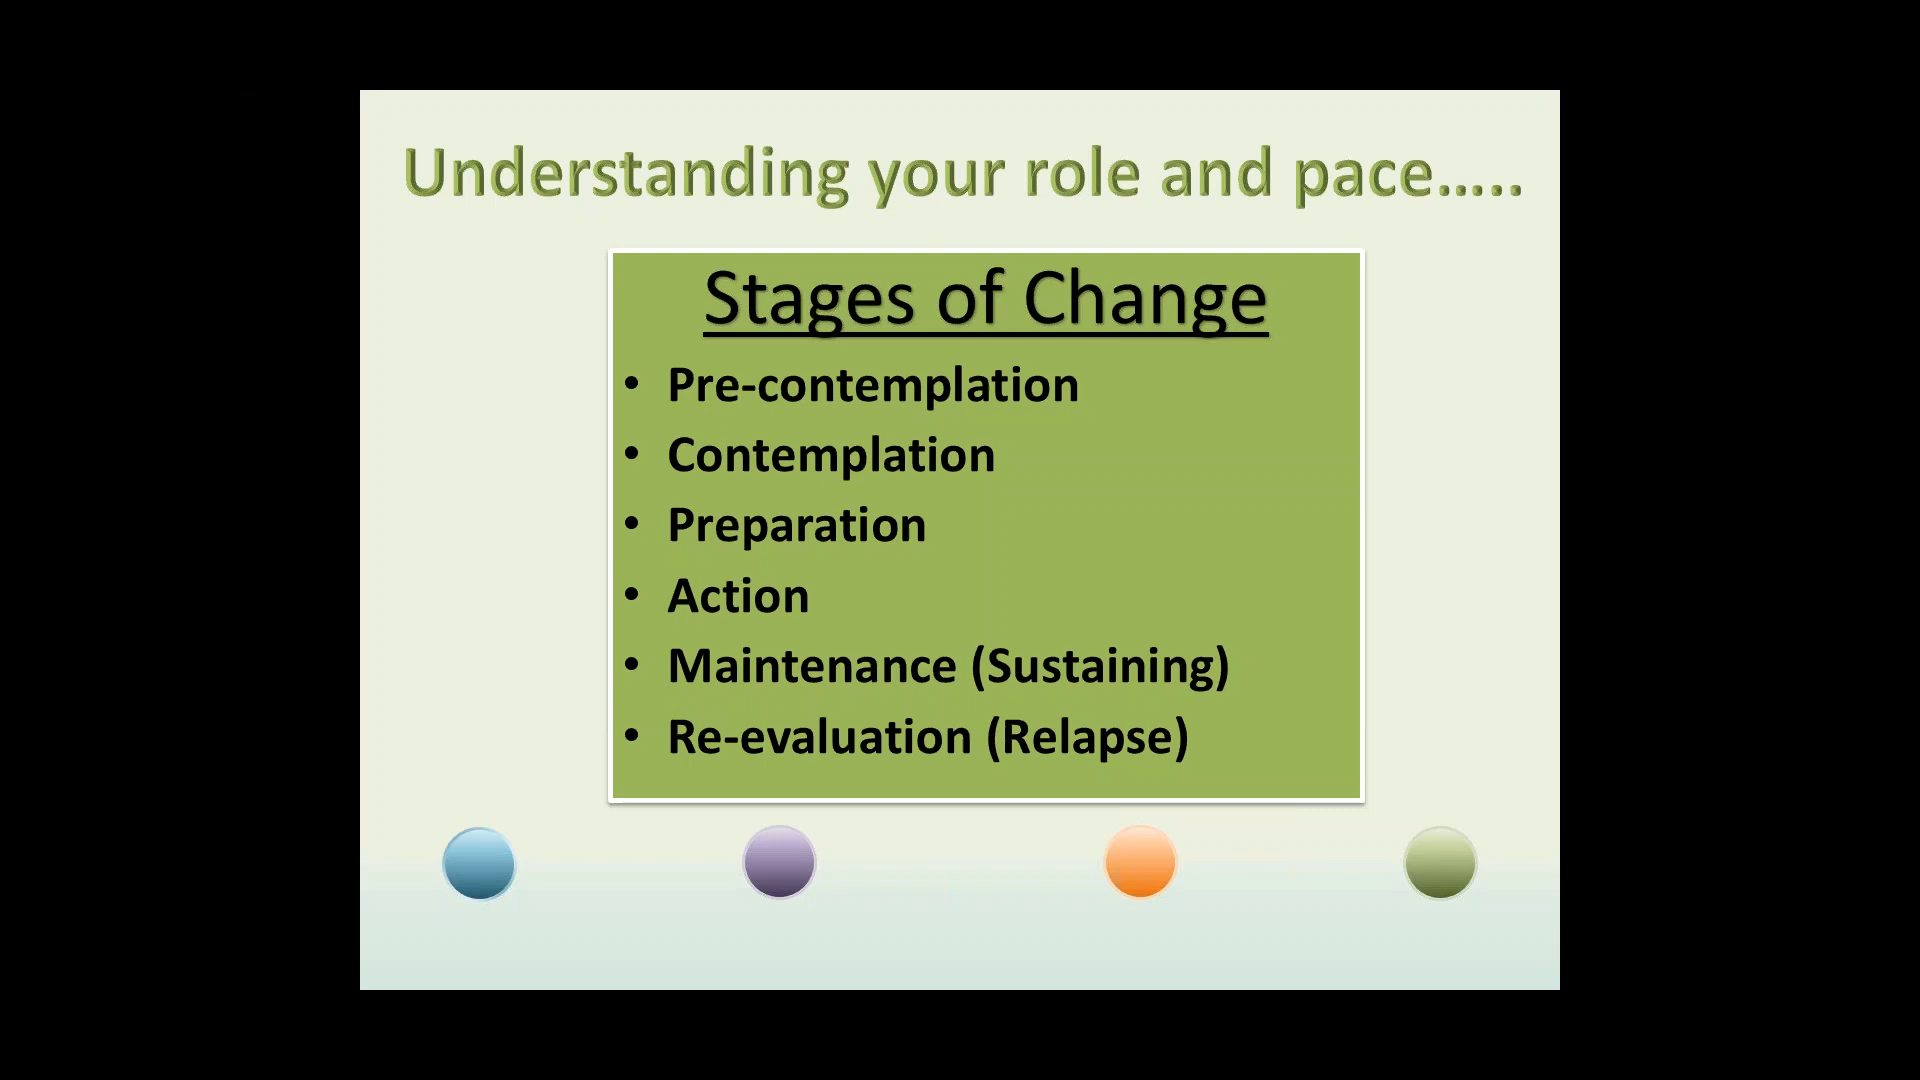 Understanding your role and pace.....
Stages of Change
• Pre-contemplation
• Contemplation
• Preparation
• Action
• Maintenance (Sustaining)
• Re-evaluation (Relapse)